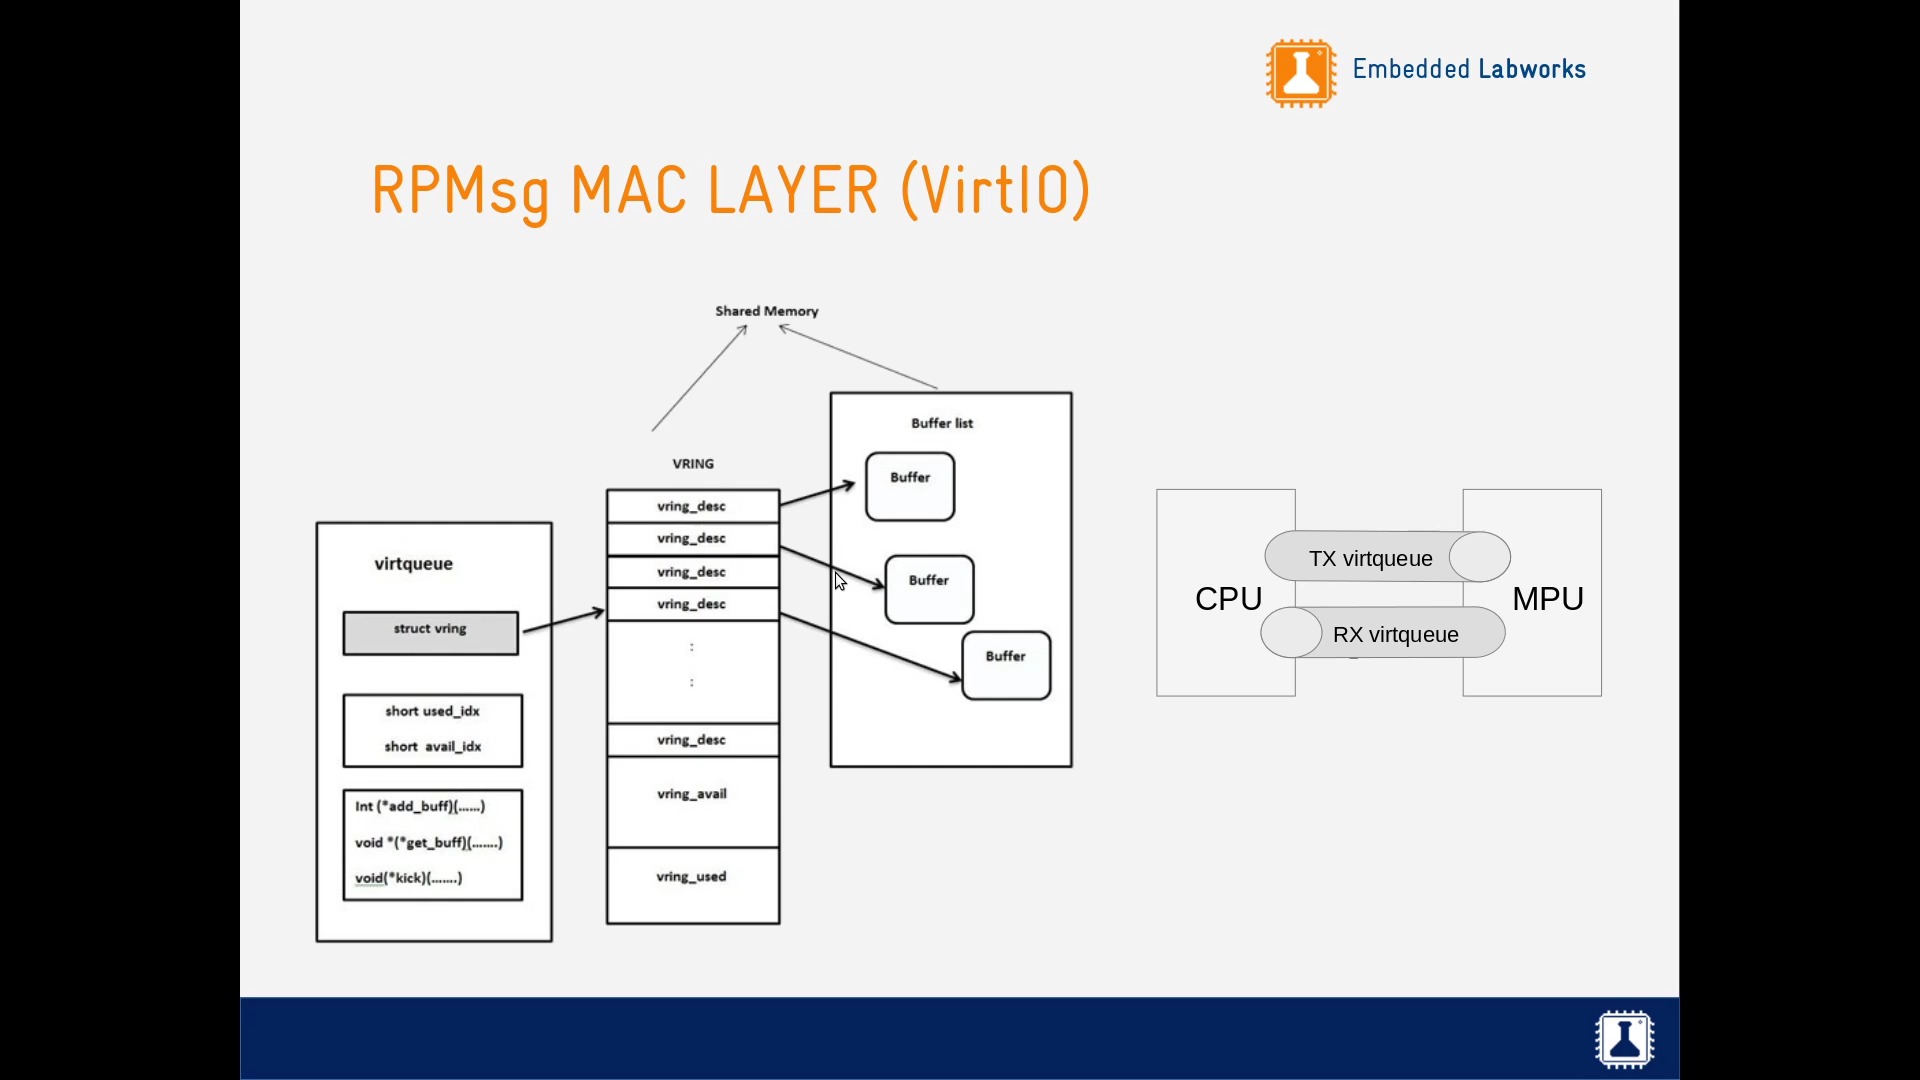 Embedded Labworks
RPMsg MAC LAYER (VirtIO)
Shared Memory
virtqueue
struct vring
short used_idx
short avail_idx
Int (*add_buff)(......)
void *(*get_buff)(.......)
void(*kick)(.......)
VRING
vring_desc
vring_desc
vring_desc
vring_desc
:
:
vring_desc
vring_avail
vring_used
Buffer list
Buffer
Buffer
Buffer
CPU
TX virtqueue
RX virtqueue
MPU